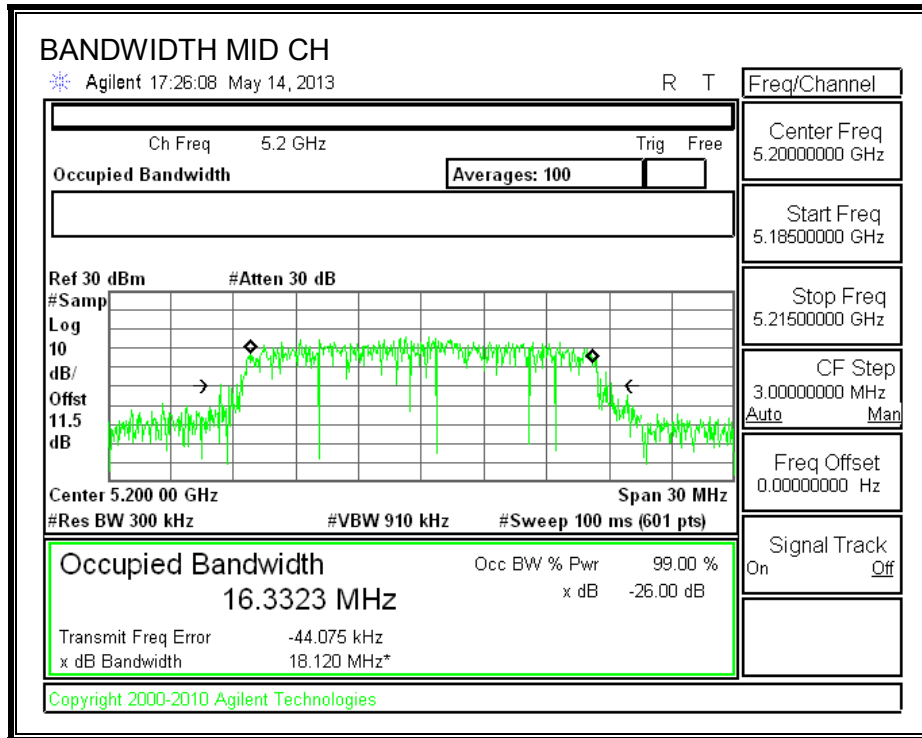 BANDWIDTH MID CH
Agilent 17:26:08 May 14, 2013 R T
Freq/Channel
Ch Freq 5.2 GHz Trig Free
Occupied Bandwidth Averages: 100
Center Freq
5.20000000 GHz
Start Freq
5.18500000 GHz
Stop Freq
5.21500000 GHz
CF Step
3.00000000 MHz
Auto Man
Freq Offset
0.00000000 Hz
Signal Track
On Off
Ref 30 dBm #Atten 30 dB
#Samp
Log
10
dB/
Offst
11.5
dB
Center 5.200 00 GHz Span 30 MHz
#Res BW 300 kHz #VBW 910 kHz #Sweep 100 ms (601 pts)
Occupied Bandwidth Occ BW % Pwr 99.00 %
16.3323 MHz x dB -26.00 dB
Transmit Freq Error -44.075 kHz
x dB Bandwidth 18.120 MHz*
Copyright 2000-2010 Agilent Technologies